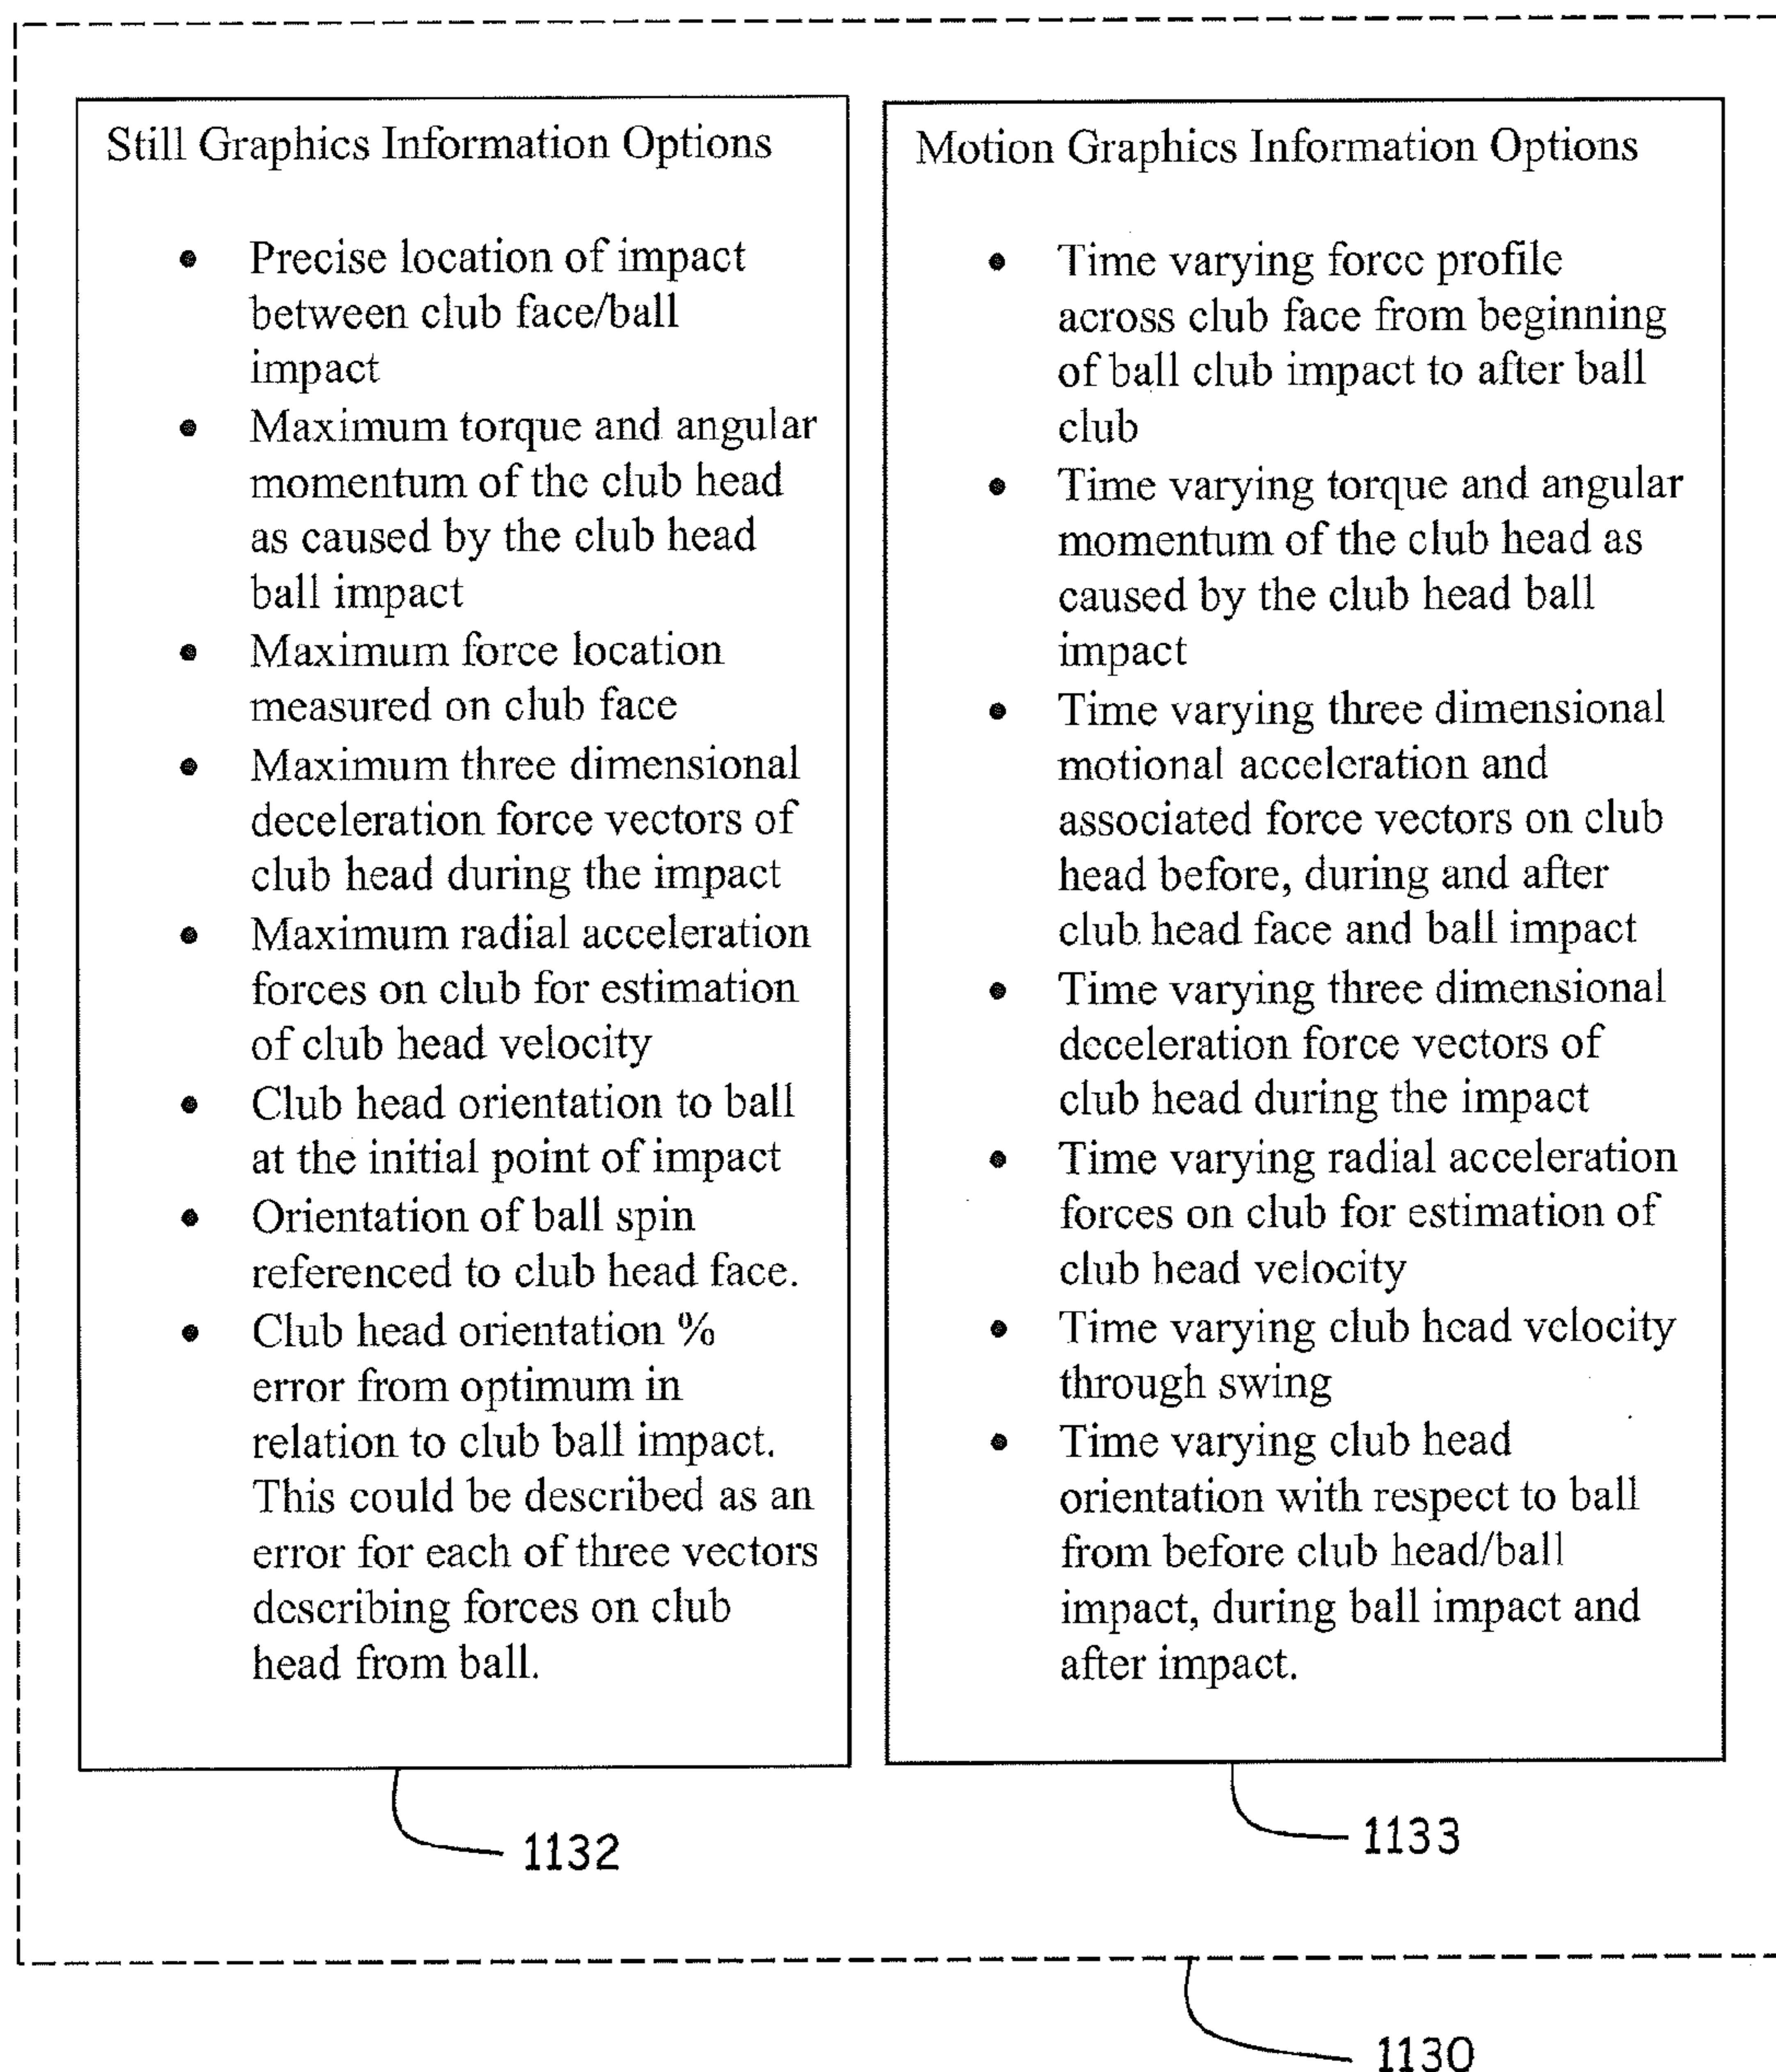 Still Graphics Information Options
• Precise location of impact
between club face/ball
impact
• Maximum torque and angular
momentum of the club head
as caused by the club head
ball impact
• Maximum force location
measured on club face
• Maximum three dimensional
deceleration force vectors of
club head during the impact
• Maximum radial acceleration
forces on club for estimation
of club head velocity
• Club head orientation to ball
at the initial point of impact
• Orientation of ball spin
referenced to club head face.
• Club head orientation %
error from optimum in
relation to club ball impact.
This could be described as an
error for each of three vectors
describing forces on club
head from ball.
1132
Motion Graphics Information Options
• Time varying force profile
across club face from beginning
of ball club impact to after ball
club
• Time varying torque and angular
momentum of the club head as
caused by the club head ball
impact
• Time varying three dimensional
motional acceleration and
associated force vectors on club
head before, during and after
club head face and ball impact
• Time varying three dimensional
deceleration force vectors of
club head during the impact
• Time varying radial acceleration
forces on club for estimation of
club head velocity
• Time varying club head velocity
through swing
• Time varying club head
orientation with respect to ball
from before club head/ball
impact, during ball impact and
after impact.
1133
1130